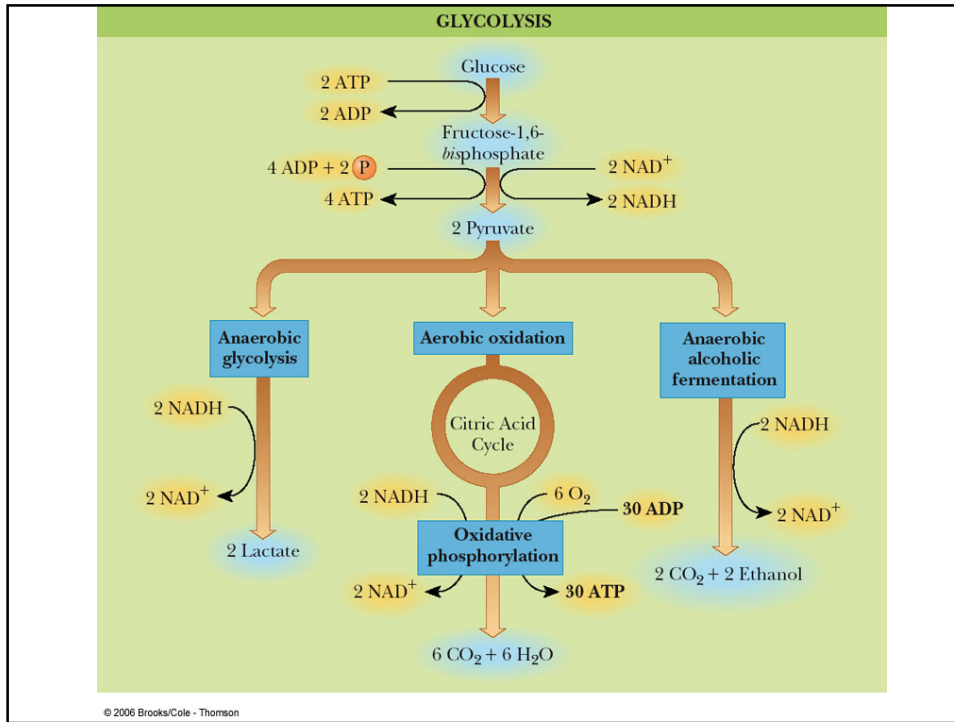 GLYCOLYSIS
Glucose
2 ATP
2 ADP
Fructose-1,6-
bisphosphate
4 ADP + 2 P
4 ATP
2 NAD⁺
2 NADH
2 Pyruvate
Anaerobic
glycolysis
2 NADH
2 NAD⁺
2 Lactate
Aerobic oxidation
Citric Acid
Cycle
2 NADH
6 O₂
30 ADP
Oxidative
phosphorylation
2 NAD⁺
30 ATP
6 CO₂ + 6 H₂O
Anaerobic
alcoholic
fermentation
2 NADH
2 NAD⁺
2 CO₂ + 2 Ethanol
© 2006 Brooks/Cole - Thomson